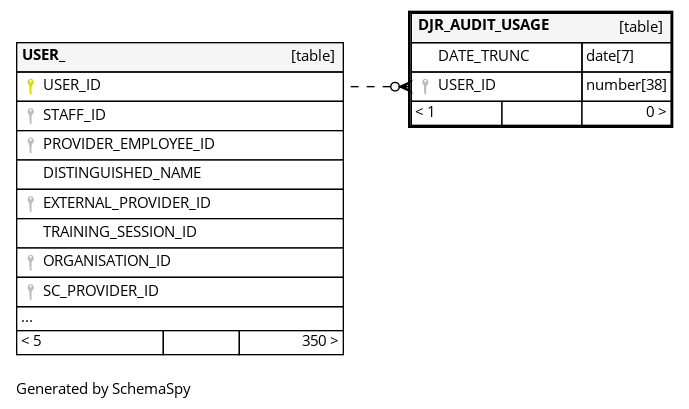 USER_ [table]
USER_ID
STAFF_ID
PROVIDER_EMPLOYEE_ID
DISTINGUISHED_NAME
EXTERNAL_PROVIDER_ID
TRAINING_SESSION_ID
ORGANISATION_ID
SC_PROVIDER_ID
...
< 5 350 >
DJR_AUDIT_USAGE [table]
DATE_TRUNC date[7]
USER_ID number[38]
< 1 0 >
Generated by SchemaSpy